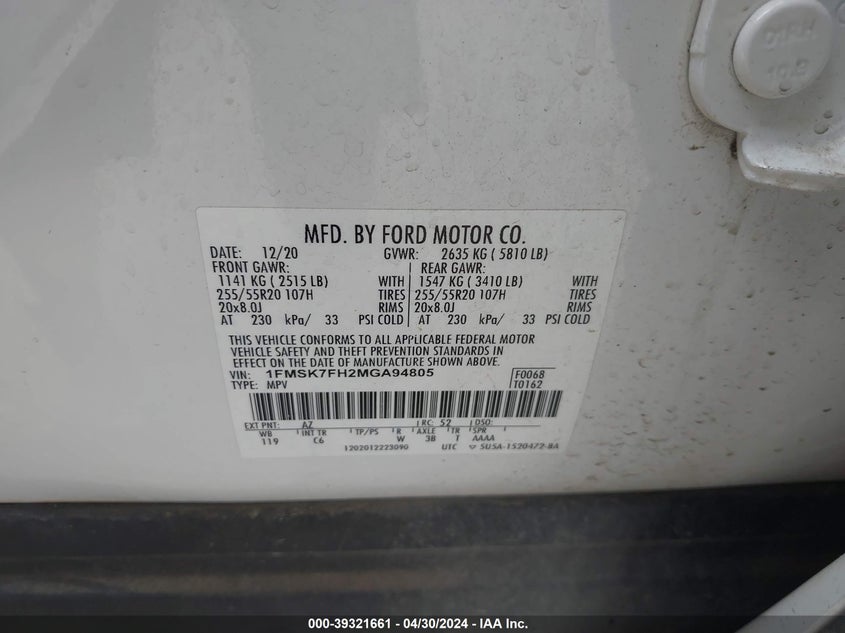 01FH
10.9
MFD. BY FORD MOTOR CO.
DATE: 12/20 GVWR: 2635 KG ( 5810 LB)
FRONT GAWR: REAR GAWR:
1141 KG ( 2515 LB) WITH 1547 KG ( 3410 LB) WITH
255/55R20 107H TIRES 255/55R20 107H TIRES
20x8.0J RIMS 20x8.0J RIMS
AT 230 kPa/ 33 PSI COLD AT 230 kPa/ 33 PSI COLD
THIS VEHICLE CONFORMS TO ALL APPLICABLE FEDERAL MOTOR
VEHICLE SAFETY AND THEFT PREVENTION STANDARDS IN
EFFECT ON THE DATE OF MANUFACTURE SHOWN ABOVE.
VIN: 1FMSK7FH2MGA94805 F0068
TYPE: MPV T0162
EXT PNT: AZ RC: 52 DSO:
WB INT TR TP/PS R AXLE TR SPR
119 C6 W 3B T AAAA
1202012223090 UTC 5U5A-1520472-BA
000-39321661 / 04/30/2024 - IAA Inc.